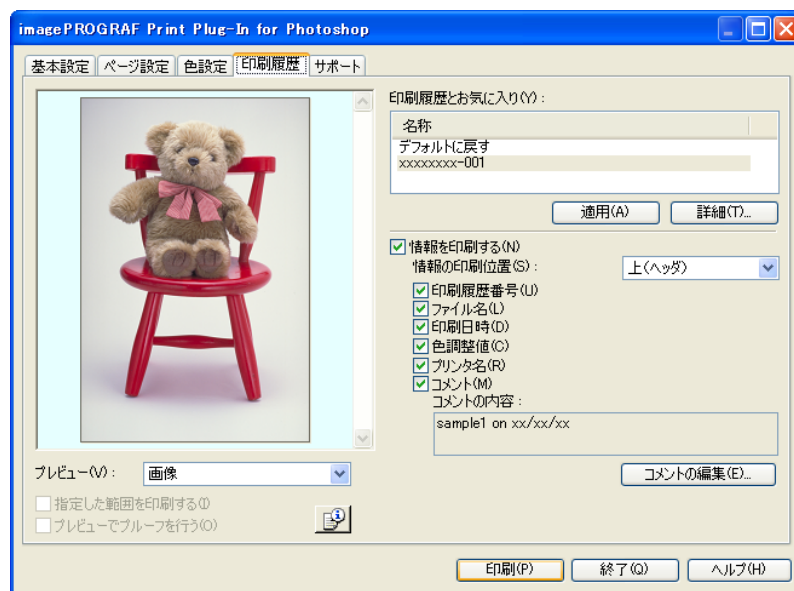 imagePROGRAF Print Plug-In for Photoshop
基本設定 ページ設定 色設定 印刷履歴 サポート
印刷履歴とお気に入り(Y):
名称
デフォルトに戻す
xxxxxxxx-001
適用(A) 詳細(T)...
情報を印刷する(N)
情報の印刷位置(S): 上(ヘッダ)
印刷履歴番号(U)
ファイル名(L)
印刷日時(D)
色調整値(C)
プリンタ名(R)
コメント(M)
コメントの内容:
sample1 on xx/xx/xx
コメントの編集(E)...
プレビュー(V): 画像
指定した範囲を印刷する(I)
プレビューでプルーフを行う(O)
印刷(P) 終了(Q) ヘルプ(H)